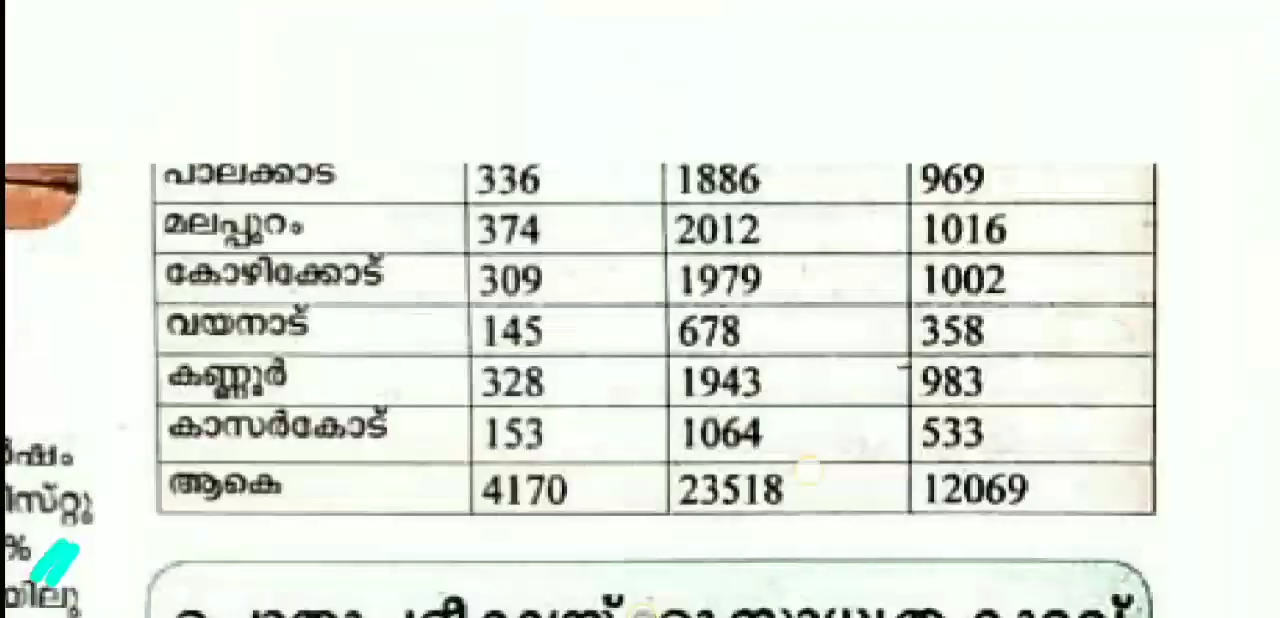 പാലക്കാട് 336 1886 969
മലപ്പുറം 374 2012 1016
കോഴിക്കോട് 309 1979 1002
വയനാട് 145 678 358
കണ്ണൂർ 328 1943 983
കാസർകോട് 153 1064 533
ആകെ 4170 23518 12069
%